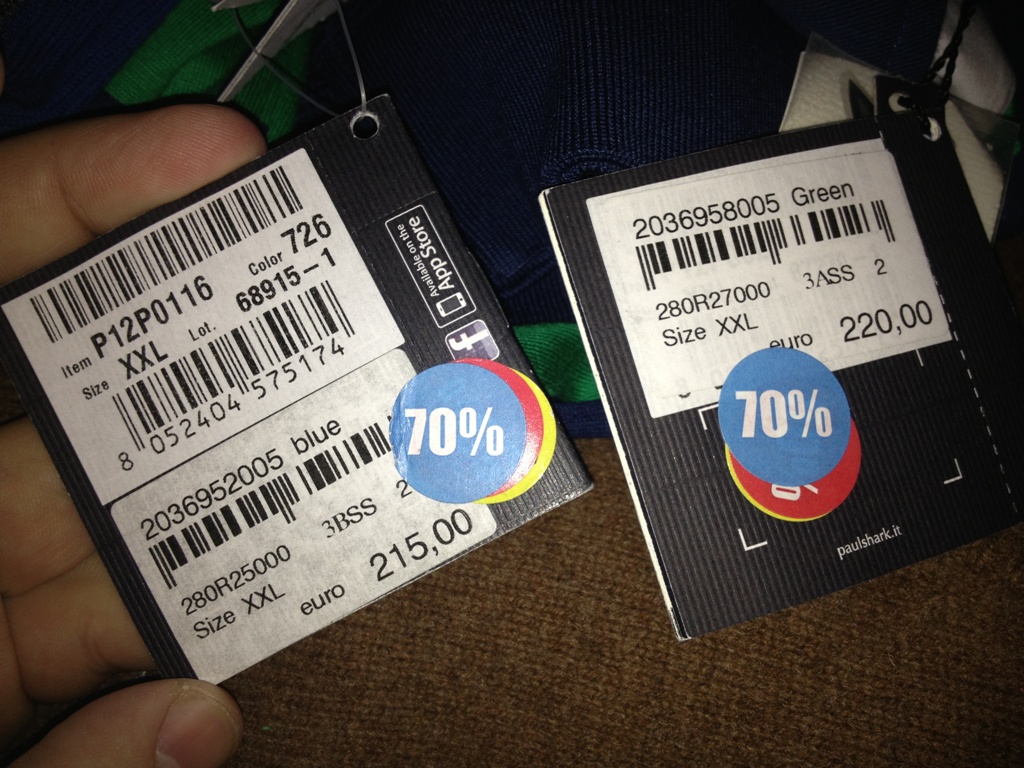 Item P12P0116 Color 726
Size XXL Lot. 68915-1
8 052404 575174
Available on the
App Store
f
2036952005 blue
280R25000 3BSS 2
Size XXL euro 215,00
70%
2036958005 Green
280R27000 3ASS 2
Size XXL euro 220,00
70%
%
paulshark.it